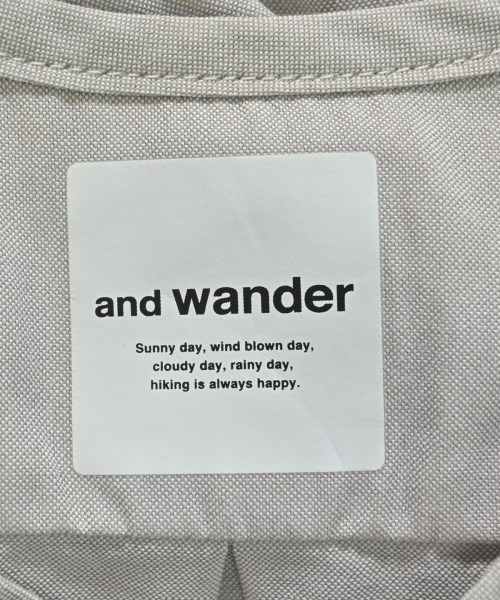 and wander
Sunny day, wind blown day,
cloudy day, rainy day,
hiking is always happy.